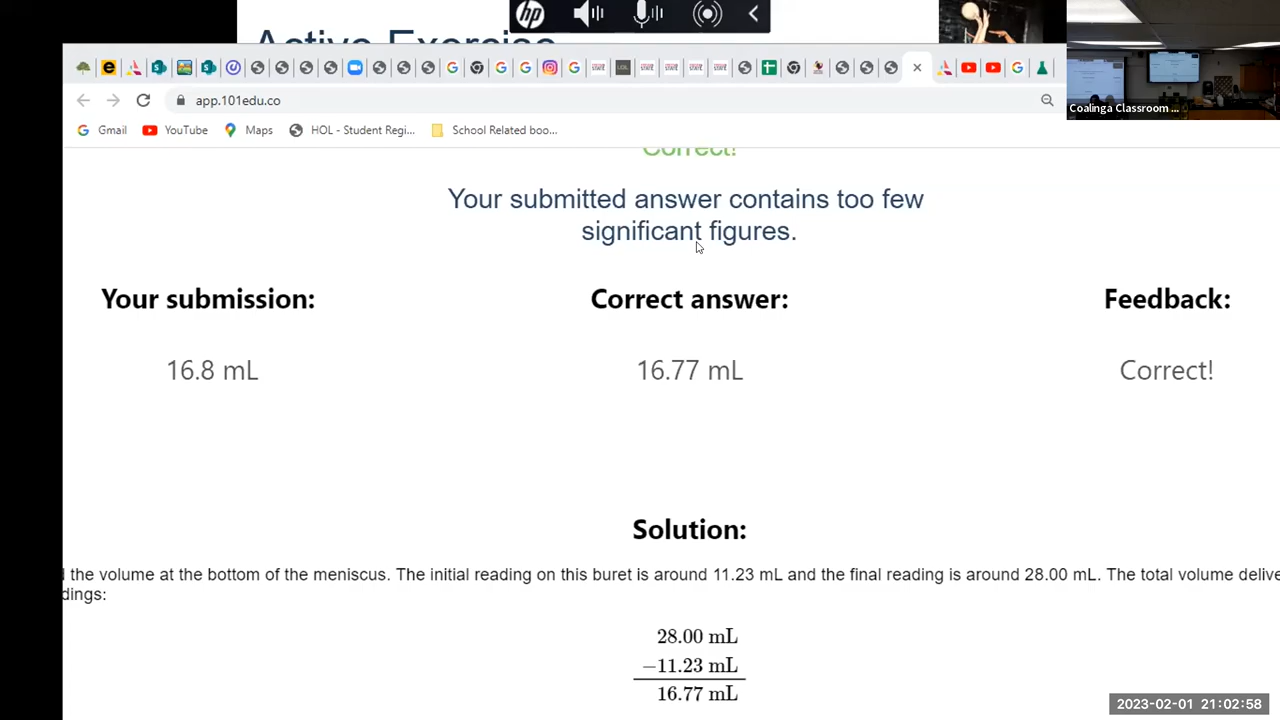 Active Exercise
hp
app.101edu.co
Coalinga Classroom ...
Gmail
YouTube
Maps
HOL - Student Regi...
School Related boo...
Correct!
Your submitted answer contains too few
significant figures.
Your submission:
Correct answer:
Feedback:
16.8 mL
16.77 mL
Correct!
Solution:
the volume at the bottom of the meniscus. The initial reading on this buret is around 11.23 mL and the final reading is around 28.00 mL. The total volume delive
dings:
28.00 mL
−11.23 mL
16.77 mL
2023-02-01 21:02:58